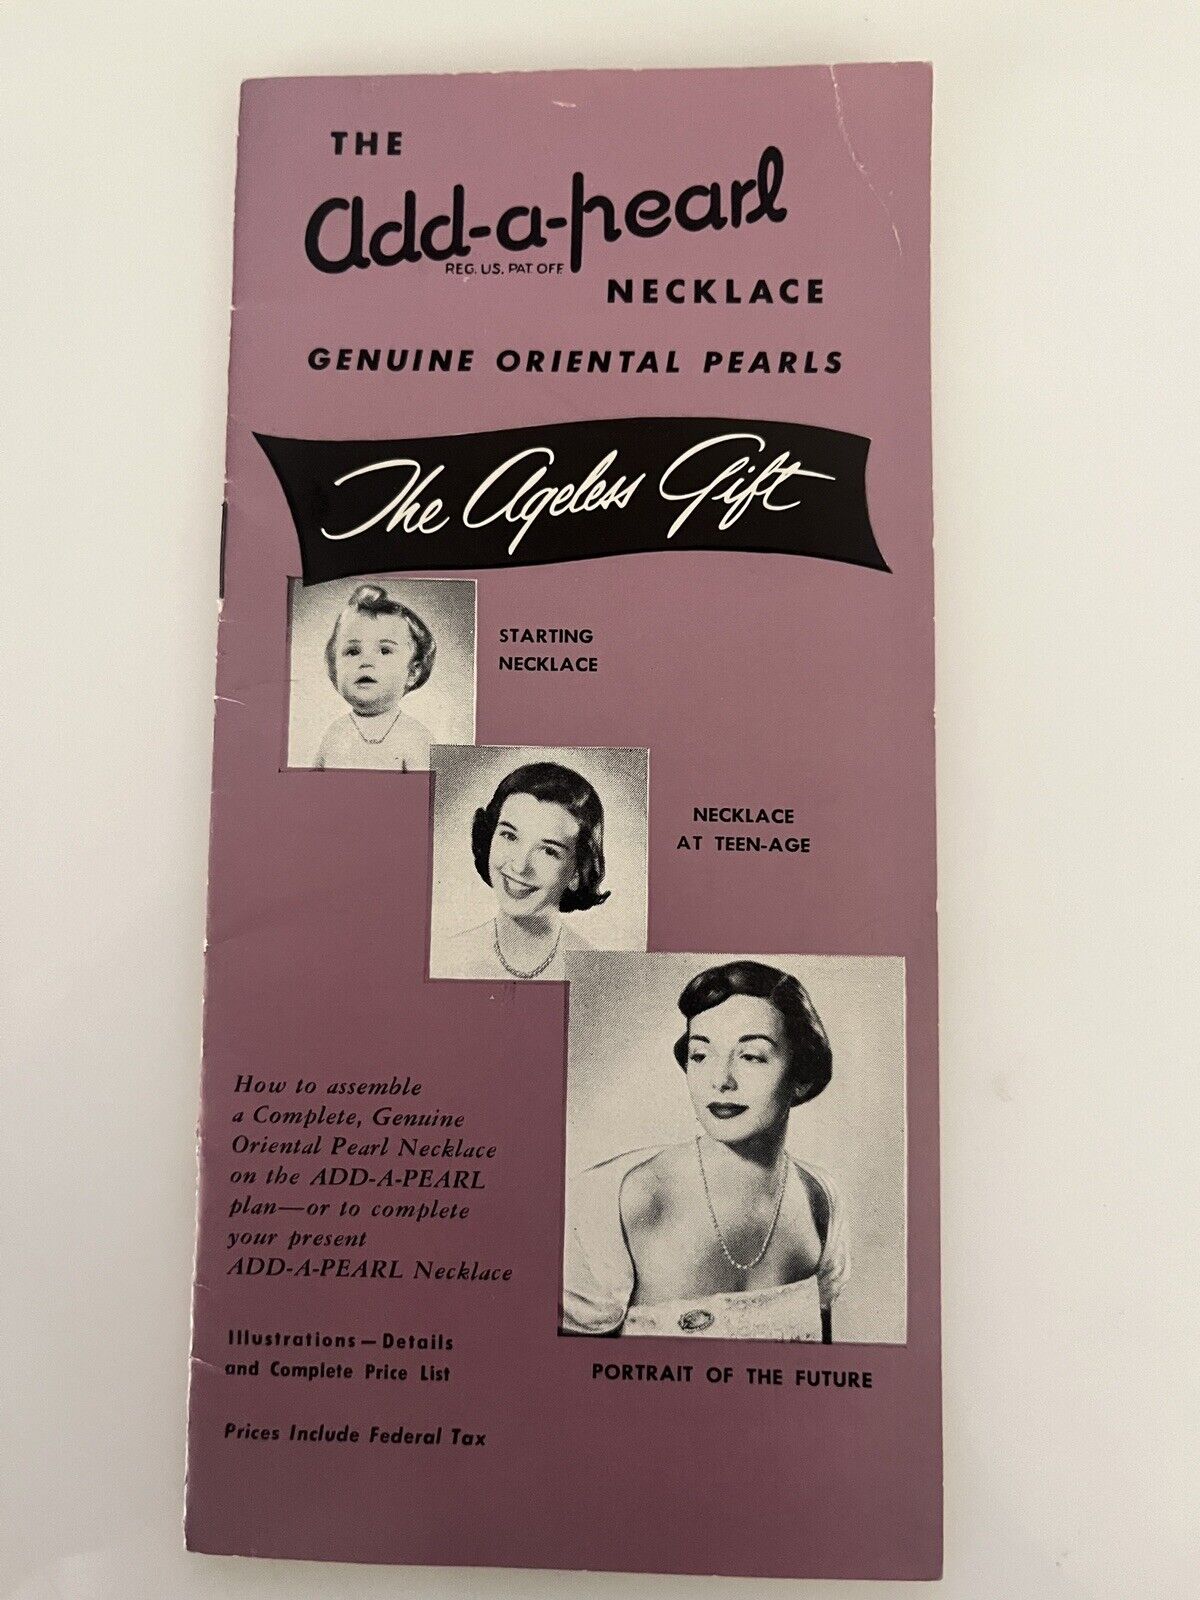 THE
add-a-pearl
REG. U.S. PAT. OFF.
NECKLACE
GENUINE ORIENTAL PEARLS
The Ageless Gift
STARTING
NECKLACE
NECKLACE
AT TEEN-AGE
How to assemble
a Complete, Genuine
Oriental Pearl Necklace
on the ADD-A-PEARL
plan—or to complete
your present
ADD-A-PEARL Necklace
Illustrations—Details
and Complete Price List
Prices Include Federal Tax
PORTRAIT OF THE FUTURE